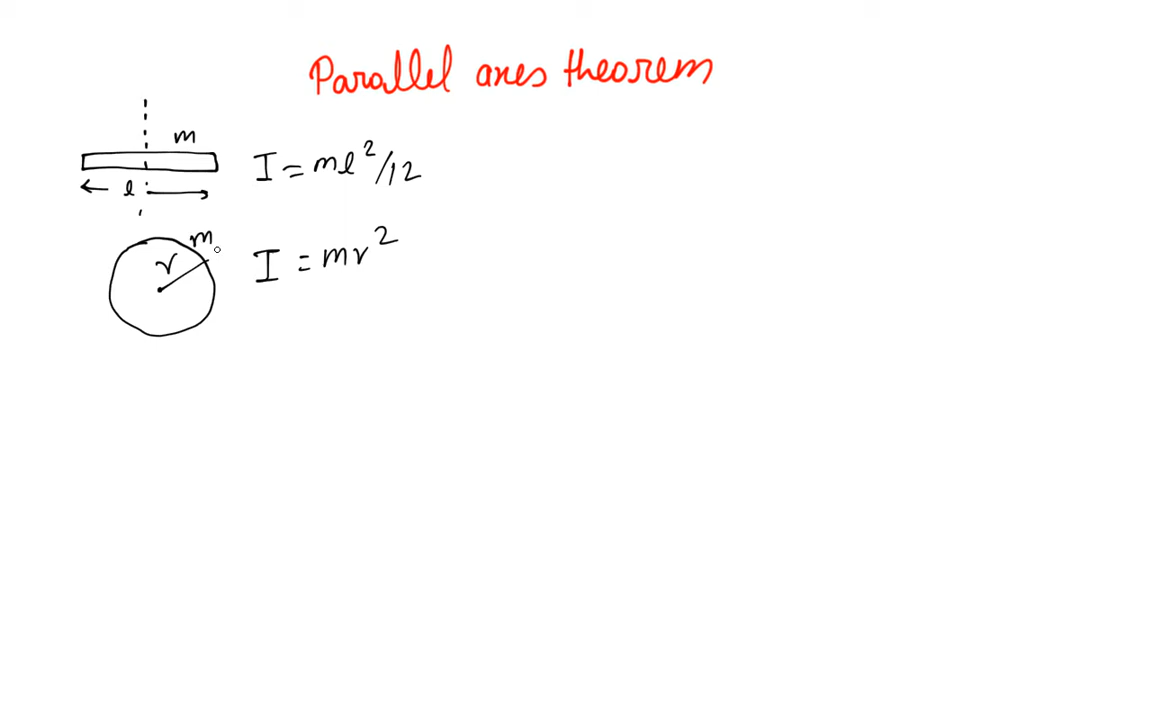 Parallel axes theorem
m
I = ml²/12
l
m
r
I = mr²